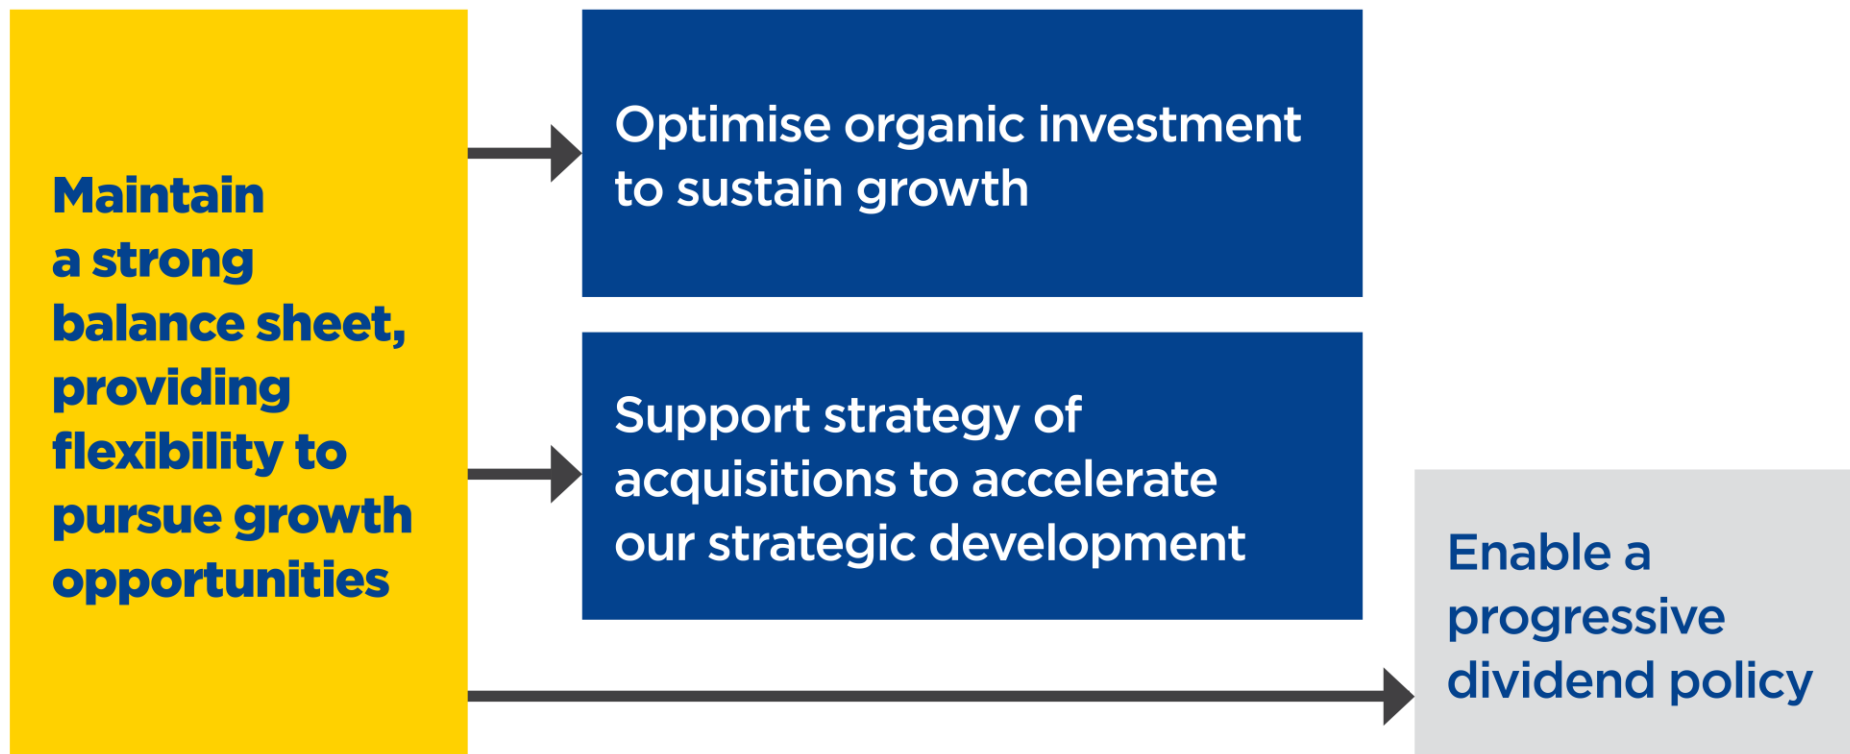 Maintain
a strong
balance sheet,
providing
flexibility to
pursue growth
opportunities
Optimise organic investment
to sustain growth
Support strategy of
acquisitions to accelerate
our strategic development
Enable a
progressive
dividend policy